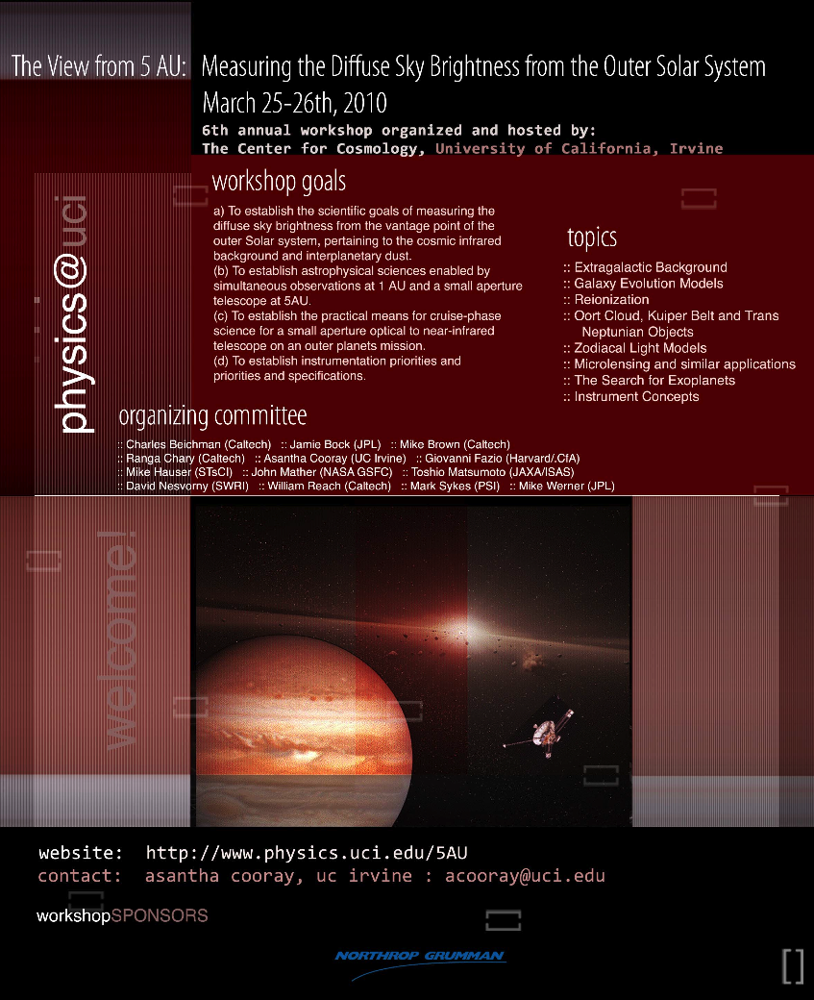 The View from 5 AU: Measuring the Diffuse Sky Brightness from the Outer Solar System
March 25-26th, 2010
6th annual workshop organized and hosted by:
The Center for Cosmology, University of California, Irvine
physics@uci
workshop goals
a) To establish the scientific goals of measuring the
diffuse sky brightness from the vantage point of the
outer Solar system, pertaining to the cosmic infrared
background and interplanetary dust.
(b) To establish astrophysical sciences enabled by
simultaneous observations at 1 AU and a small aperture
telescope at 5AU.
(c) To establish the practical means for cruise-phase
science for a small aperture optical to near-infrared
telescope on an outer planets mission.
(d) To establish instrumentation priorities and
priorities and specifications.
topics
:: Extragalactic Background
:: Galaxy Evolution Models
:: Reionization
:: Oort Cloud, Kuiper Belt and Trans
Neptunian Objects
:: Zodiacal Light Models
:: Microlensing and similar applications
:: The Search for Exoplanets
:: Instrument Concepts
organizing committee
:: Charles Beichman (Caltech) :: Jamie Bock (JPL) :: Mike Brown (Caltech)
:: Ranga Chary (Caltech) :: Asantha Cooray (UC Irvine) :: Giovanni Fazio (Harvard/.CfA)
:: Mike Hauser (STsCI) :: John Mather (NASA GSFC) :: Toshio Matsumoto (JAXA/ISAS)
:: David Nesvorny (SWRI) :: William Reach (Caltech) :: Mark Sykes (PSI) :: Mike Werner (JPL)
welcome!
website: http://www.physics.uci.edu/5AU
contact: asantha cooray, uc irvine : acooray@uci.edu
workshopSPONSORS
NORTHROP GRUMMAN
[]